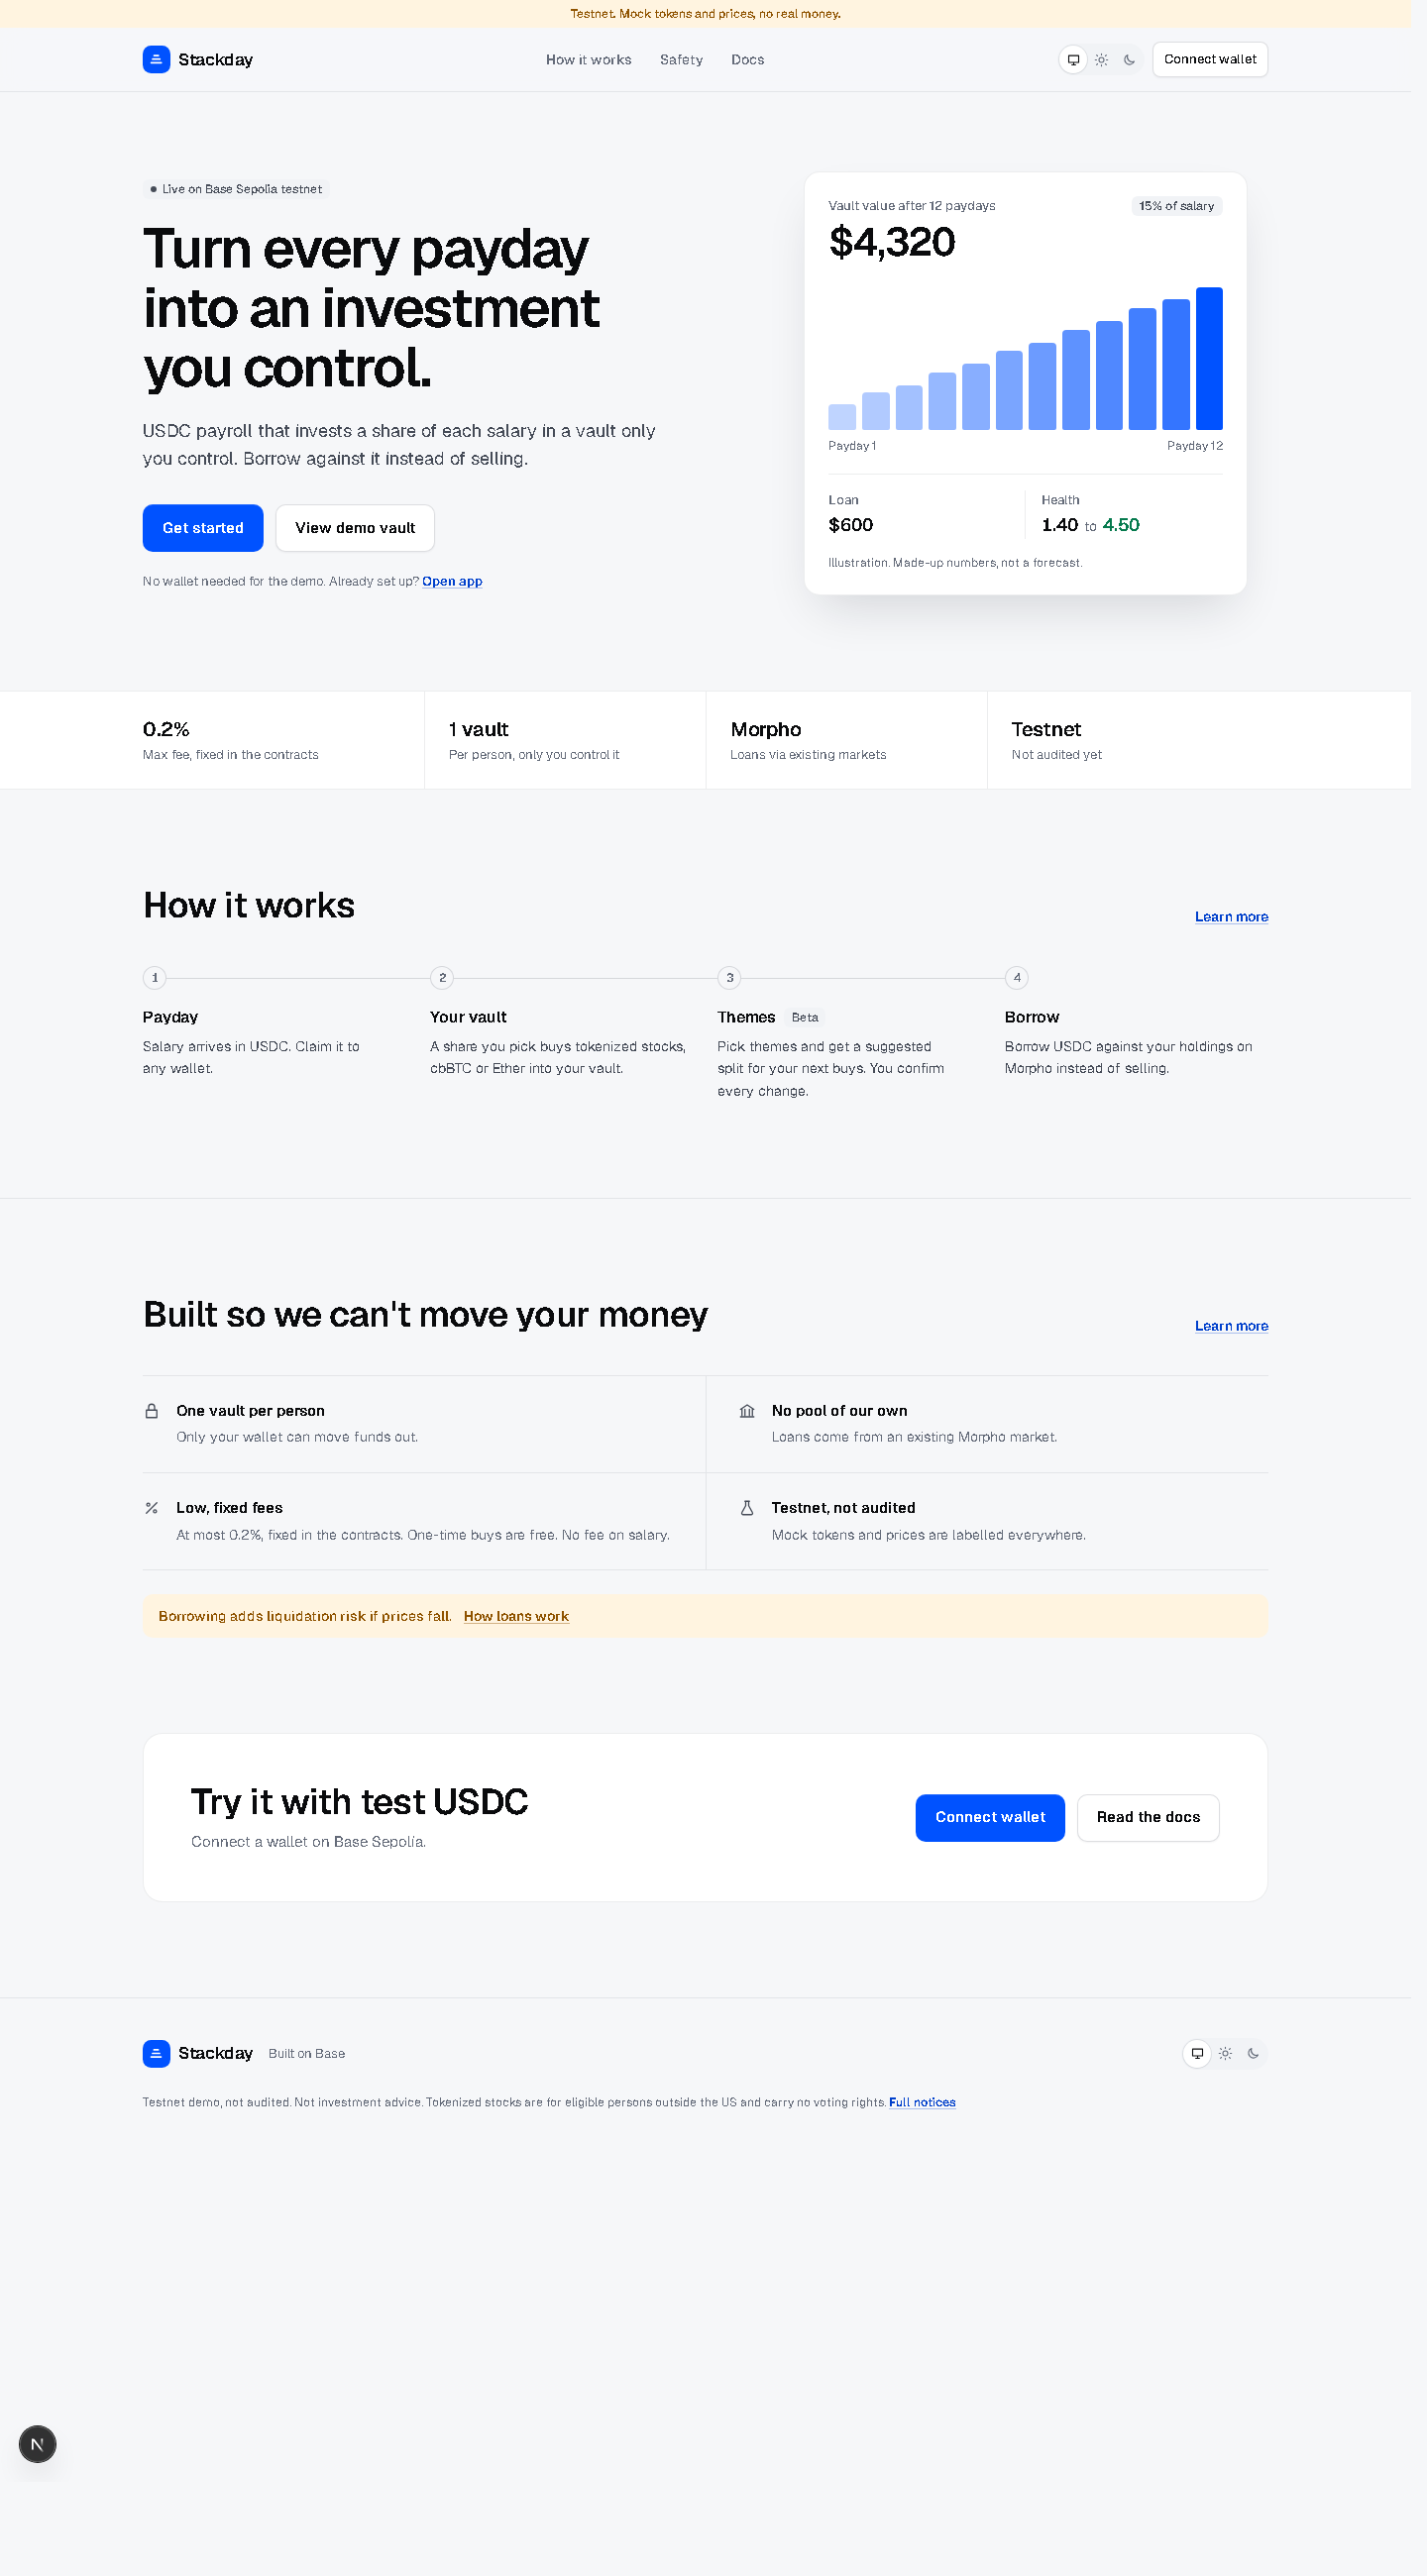 Testnet. Mock tokens and prices, no real money.
Stackday
How it works
Safety
Docs
Connect wallet
Live on Base Sepolia testnet
Turn every payday
into an investment
you control.
USDC payroll that invests a share of each salary in a vault only
you control. Borrow against it instead of selling.
Get started
View demo vault
No wallet needed for the demo. Already set up? Open app
Vault value after 12 paydays
15% of salary
$4,320
Payday 1
Payday 12
Loan
$600
Health
1.40 to 4.50
Illustration. Made-up numbers, not a forecast.
0.2%
Max fee, fixed in the contracts
1 vault
Per person, only you control it
Morpho
Loans via existing markets
Testnet
Not audited yet
How it works
Learn more
1
Payday
Salary arrives in USDC. Claim it to
any wallet.
2
Your vault
A share you pick buys tokenized stocks,
cbBTC or Ether into your vault.
3
Themes Beta
Pick themes and get a suggested
split for your next buys. You confirm
every change.
4
Borrow
Borrow USDC against your holdings on
Morpho instead of selling.
Built so we can't move your money
Learn more
One vault per person
Only your wallet can move funds out.
No pool of our own
Loans come from an existing Morpho market.
Low, fixed fees
At most 0.2%, fixed in the contracts. One-time buys are free. No fee on salary.
Testnet, not audited
Mock tokens and prices are labelled everywhere.
Borrowing adds liquidation risk if prices fall. How loans work
Try it with test USDC
Connect a wallet on Base Sepolia.
Connect wallet
Read the docs
Stackday
Built on Base
Testnet demo, not audited. Not investment advice. Tokenized stocks are for eligible persons outside the US and carry no voting rights. Full notices
N